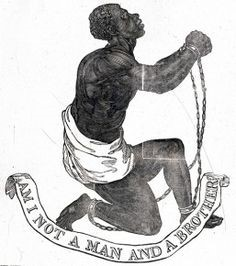 AM I NOT A MAN AND A BROTHER